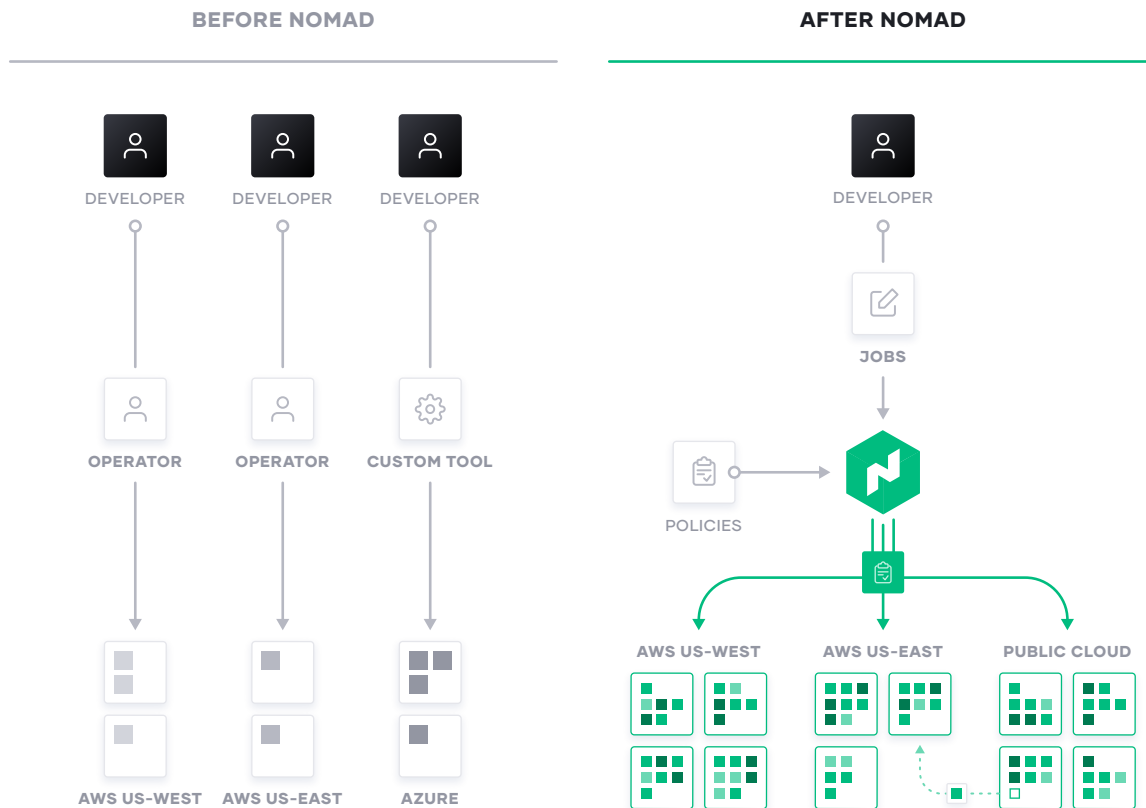 BEFORE NOMAD
DEVELOPER
DEVELOPER
DEVELOPER
OPERATOR
OPERATOR
CUSTOM TOOL
AWS US-WEST
AWS US-EAST
AZURE
AFTER NOMAD
DEVELOPER
JOBS
POLICIES
AWS US-WEST
AWS US-EAST
PUBLIC CLOUD